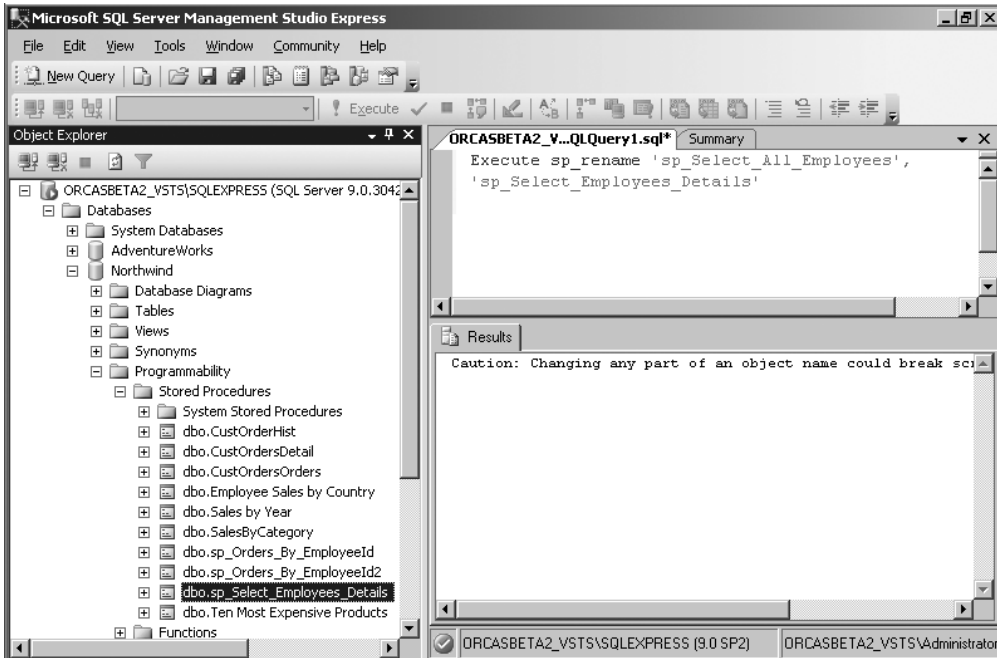 Microsoft SQL Server Management Studio Express
File Edit View Tools Window Community Help
New Query
Execute
Object Explorer
ORCASBETA2_VSTS\SQLEXPRESS (SQL Server 9.0.3042
Databases
System Databases
AdventureWorks
Northwind
Database Diagrams
Tables
Views
Synonyms
Programmability
Stored Procedures
System Stored Procedures
dbo.CustOrderHist
dbo.CustOrdersDetail
dbo.CustOrdersOrders
dbo.Employee Sales by Country
dbo.Sales by Year
dbo.SalesByCategory
dbo.sp_Orders_By_EmployeeId
dbo.sp_Orders_By_EmployeeId2
dbo.sp_Select_Employees_Details
dbo.Ten Most Expensive Products
Functions
ORCASBETA2_V...QLQuery1.sql* Summary
Execute sp_rename 'sp_Select_All_Employees',
'sp_Select_Employees_Details'
Results
Caution: Changing any part of an object name could break scr
ORCASBETA2_VSTS\SQLEXPRESS (9.0 SP2) ORCASBETA2_VSTS\Administrator